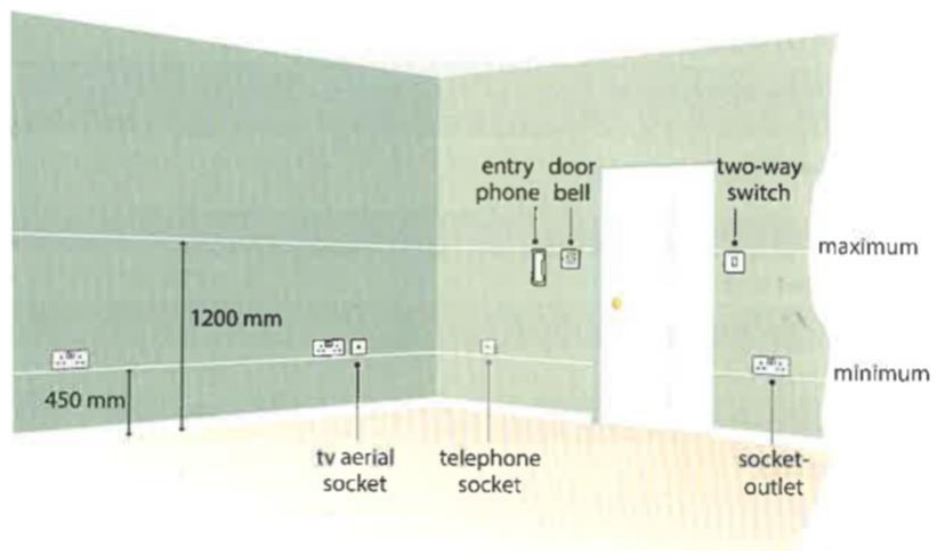 entry
phone
door
bell
two-way
switch
maximum
1200 mm
minimum
450 mm
tv aerial
socket
telephone
socket
socket-
outlet